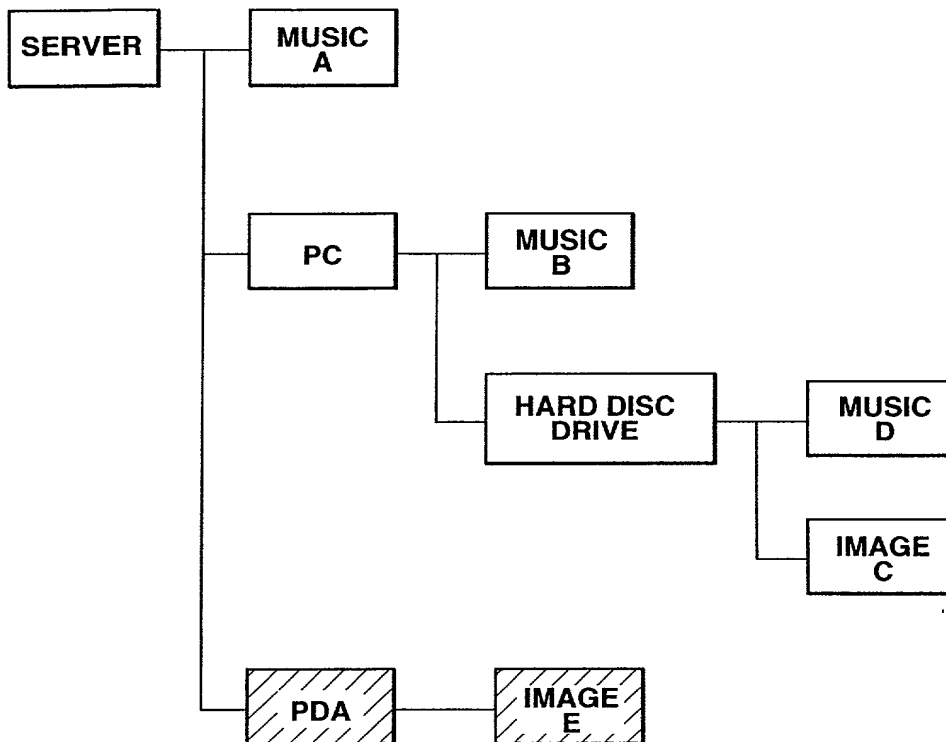 SERVER
MUSIC
A
PC
MUSIC
B
HARD DISC
DRIVE
MUSIC
D
IMAGE
C
PDA
IMAGE
E